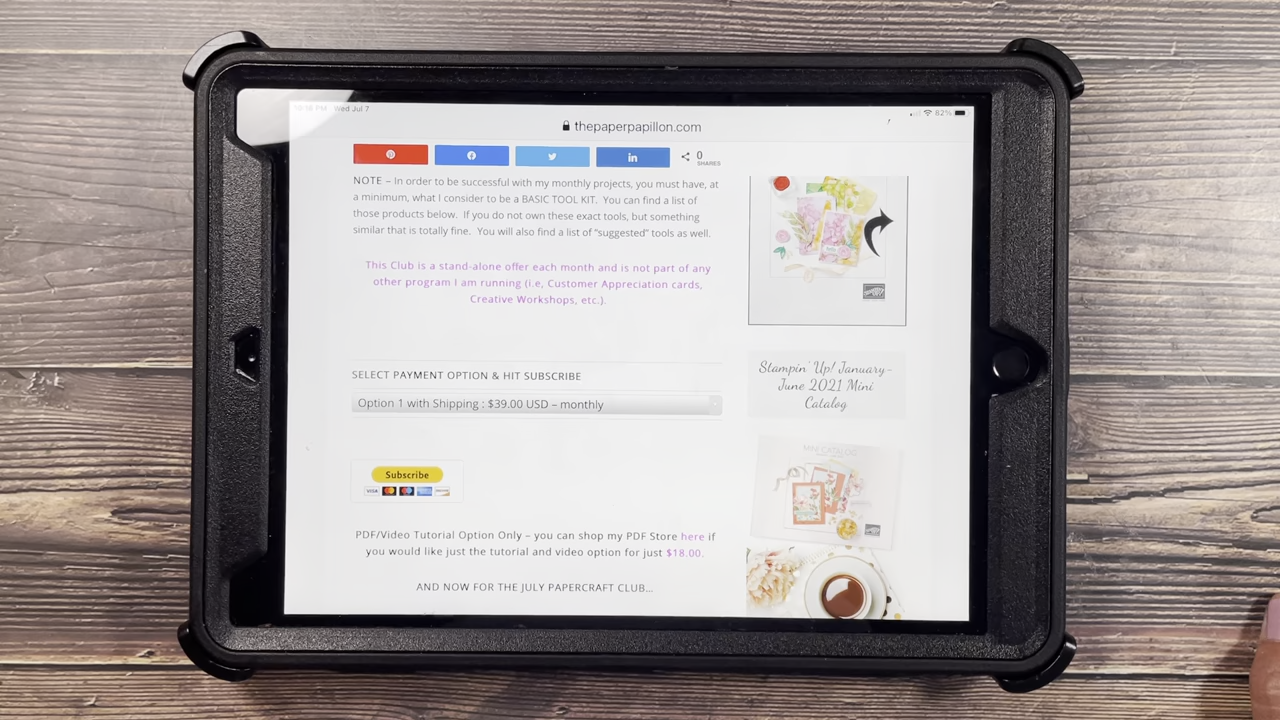 Wed Jul 7
82%
thepaperpapillon.com
0
SHARES
NOTE – In order to be successful with my monthly projects, you must have, at
a minimum, what I consider to be a BASIC TOOL KIT.  You can find a list of
those products below.  If you do not own these exact tools, but something
similar that is totally fine.  You will also find a list of "suggested" tools as well.
This Club is a stand-alone offer each month and is not part of any
other program I am running (i.e, Customer Appreciation cards,
Creative Workshops, etc.).
SELECT PAYMENT OPTION & HIT SUBSCRIBE
Option 1 with Shipping : $39.00 USD – monthly
Subscribe
VISA
PDF/Video Tutorial Option Only – you can shop my PDF Store here if
you would like just the tutorial and video option for just $18.00.
AND NOW FOR THE JULY PAPERCRAFT CLUB…
Stampin' Up! January–
June 2021 Mini
Catalog
MINI CATALOG